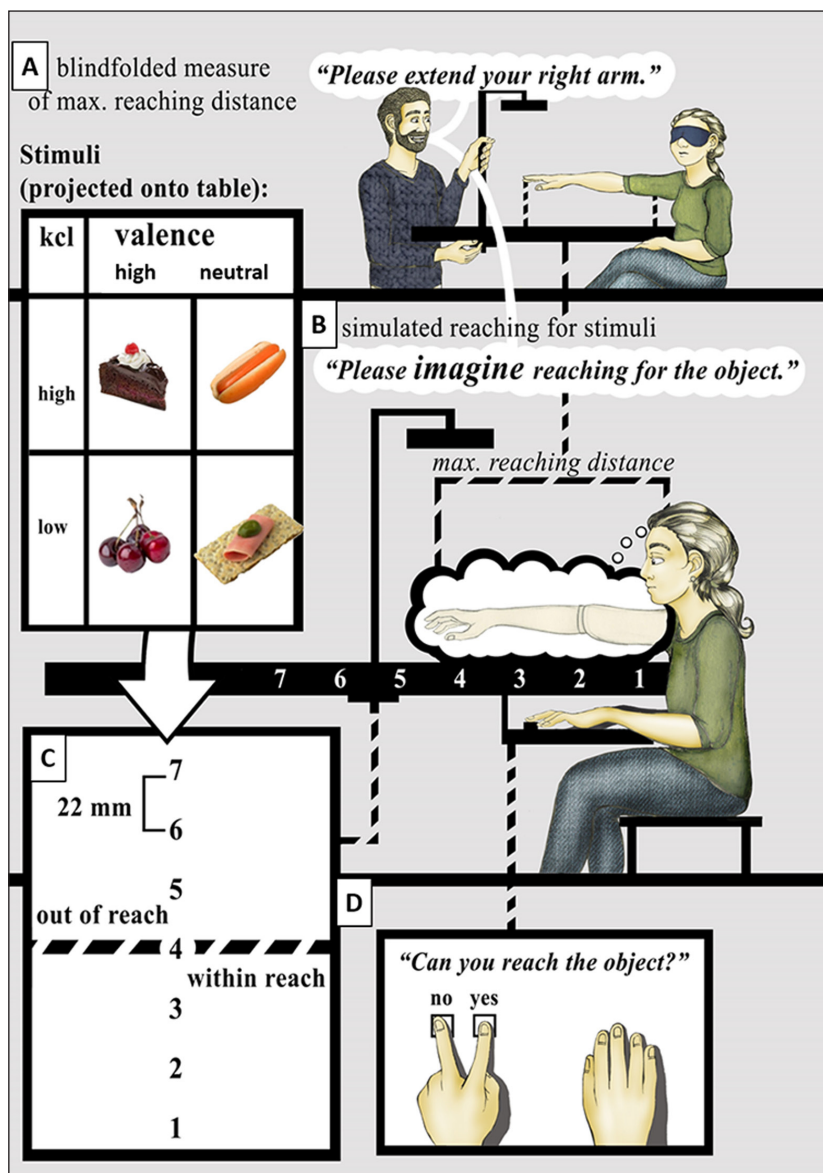 A blindfolded measure
of max. reaching distance
“Please extend your right arm.”
Stimuli
(projected onto table):
kcl valence
high neutral
high
low
B simulated reaching for stimuli
“Please imagine reaching for the object.”
max. reaching distance
7 6 5 4 3 2 1
C
7
22 mm
6
5
out of reach
4
within reach
3
2
1
D
“Can you reach the object?”
no yes